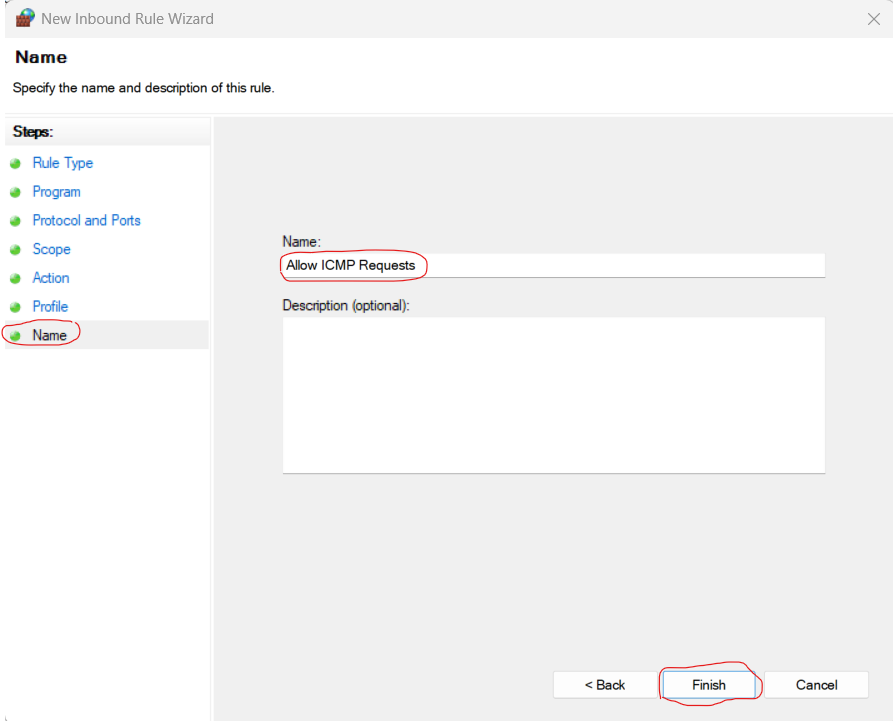 New Inbound Rule Wizard
Name
Specify the name and description of this rule.
Steps:
Rule Type
Program
Protocol and Ports
Scope
Action
Profile
Name
Name:
Allow ICMP Requests
Description (optional):
< Back
Finish
Cancel